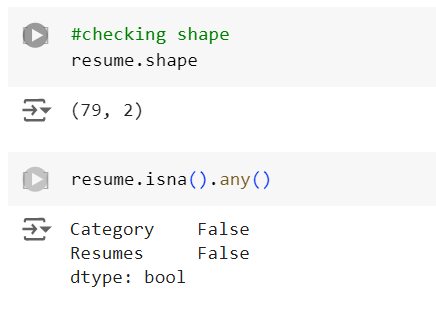 #checking shape
resume.shape
(79, 2)
resume.isna().any()
Category    False
Resumes     False
dtype: bool